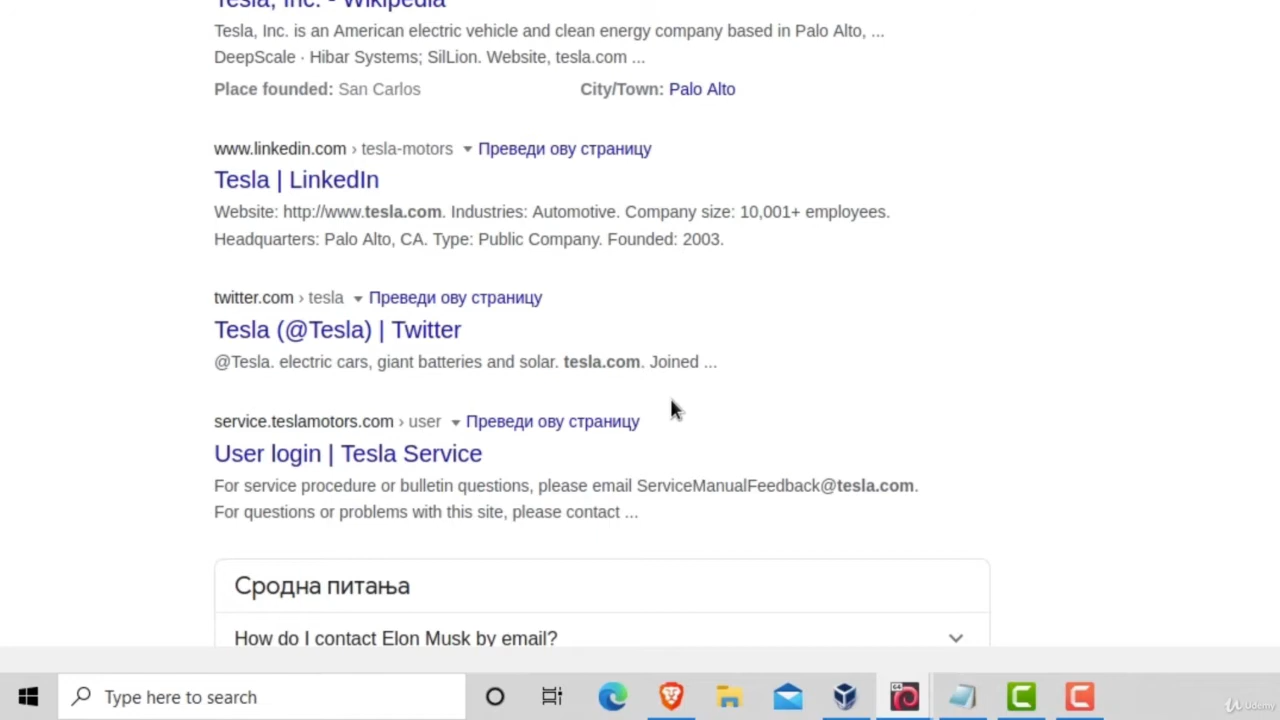 Tesla, Inc. - Wikipedia
Tesla, Inc. is an American electric vehicle and clean energy company based in Palo Alto, ...
DeepScale · Hibar Systems; SilLion. Website, tesla.com ...
Place founded: San Carlos City/Town: Palo Alto
www.linkedin.com › tesla-motors Преведи ову страницу
Tesla | LinkedIn
Website: http://www.tesla.com. Industries: Automotive. Company size: 10,001+ employees.
Headquarters: Palo Alto, CA. Type: Public Company. Founded: 2003.
twitter.com › tesla Преведи ову страницу
Tesla (@Tesla) | Twitter
@Tesla. electric cars, giant batteries and solar. tesla.com. Joined ...
service.teslamotors.com › user Преведи ову страницу
User login | Tesla Service
For service procedure or bulletin questions, please email ServiceManualFeedback@tesla.com.
For questions or problems with this site, please contact ...
Сродна питања
How do I contact Elon Musk by email?
Type here to search
64
Udemy